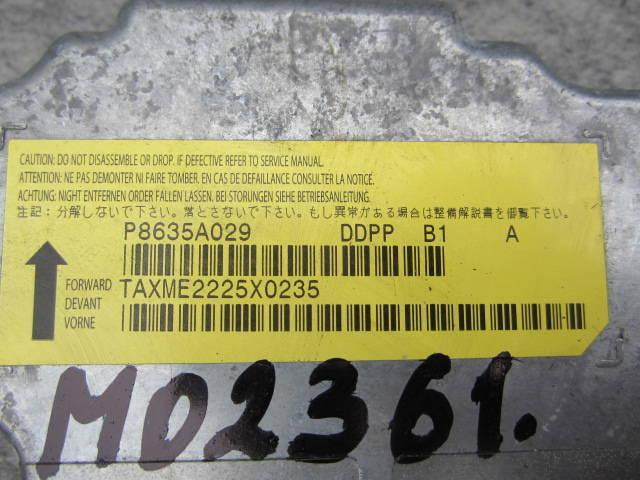 CAUTION: DO NOT DISASSEMBLE OR DROP. IF DEFECTIVE REFER TO SERVICE MANUAL.
ATTENTION: NE PAS DEMONTER NI FAIRE TOMBER. EN CAS DE DEFAILLANCE CONSULTER LA NOTICE.
ACHTUNG: NIGHT ENTFERNEN ODER FALLEN LASSEN. BEI STORUNGEN SIEHE BETRIEBSANLEITUNG.
注記: 分解しないで下さい。落とさないで下さい。もし異常がある場合は整備解説書を御覧下さい。
P8635A029 DDPP B1 A
FORWARD TAXME2225X0235
DEVANT
VORNE
M02361.